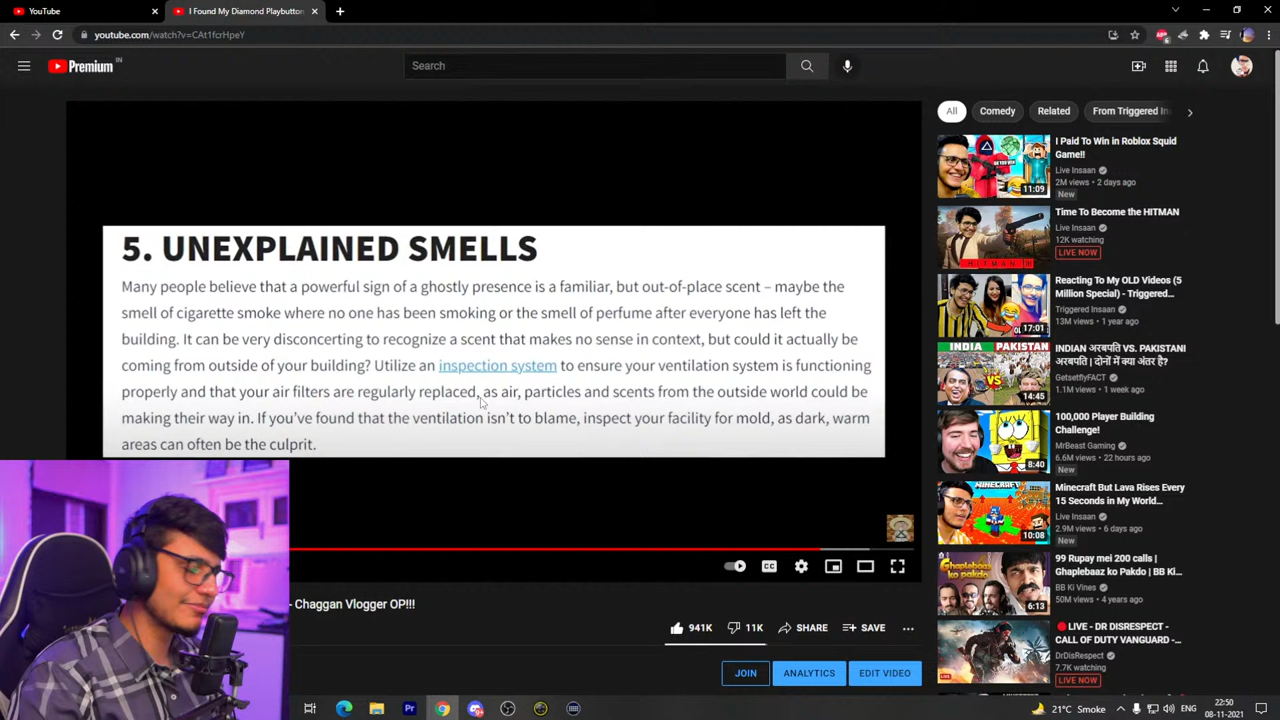 YouTube
I Found My Diamond Playbutton
youtube.com/watch?v=CAt1fcrHpeY
Premium IN
Search
5. UNEXPLAINED SMELLS
Many people believe that a powerful sign of a ghostly presence is a familiar, but out-of-place scent – maybe the
smell of cigarette smoke where no one has been smoking or the smell of perfume after everyone has left the
building. It can be very disconcerting to recognize a scent that makes no sense in context, but could it actually be
coming from outside of your building? Utilize an inspection system to ensure your ventilation system is functioning
properly and that your air filters are regularly replaced, as air, particles and scents from the outside world could be
making their way in. If it's found that the ventilation isn't to blame, inspect your facility for mold, as dark, warm
areas can often be the culprit.
CC
- Chaggan Vlogger OP!!!
941K
11K
SHARE
SAVE
JOIN
ANALYTICS
EDIT VIDEO
All
Comedy
Related
From Triggered In
I Paid To Win in Roblox Squid
Game!!
Live Insaan
2M views • 2 days ago
New
11:09
Time To Become the HITMAN
Live Insaan
12K watching
LIVE NOW
HITMAN
Reacting To My OLD Videos (5
Million Special) - Triggered...
Triggered Insaan
13M views • 1 year ago
17:01
INDIA
PAKISTAN
VS
INDIAN अरबपति VS. PAKISTANI
अरबपति | दोनों में क्या अंतर है?
GetsetflyFACT
1.1M views • 1 week ago
14:45
100,000 Player Building
Challenge!
MrBeast Gaming
6.6M views • 22 hours ago
New
8:40
Minecraft But Lava Rises Every
15 Seconds in My World...
Live Insaan
2.9M views • 6 days ago
New
MINECRAFT
10:08
99 Rupay mei 200 calls |
Ghaplebaaz ko Pakdo | BB Ki...
BB Ki Vines
50M views • 4 years ago
Ghaplebaaz
ko pakdo
6:13
LIVE - DR DISRESPECT -
CALL OF DUTY VANGUARD -...
DrDisRespect
7.7K watching
LIVE NOW
LIVE
Pr
21°C Smoke
ENG
22:50
08-11-2021